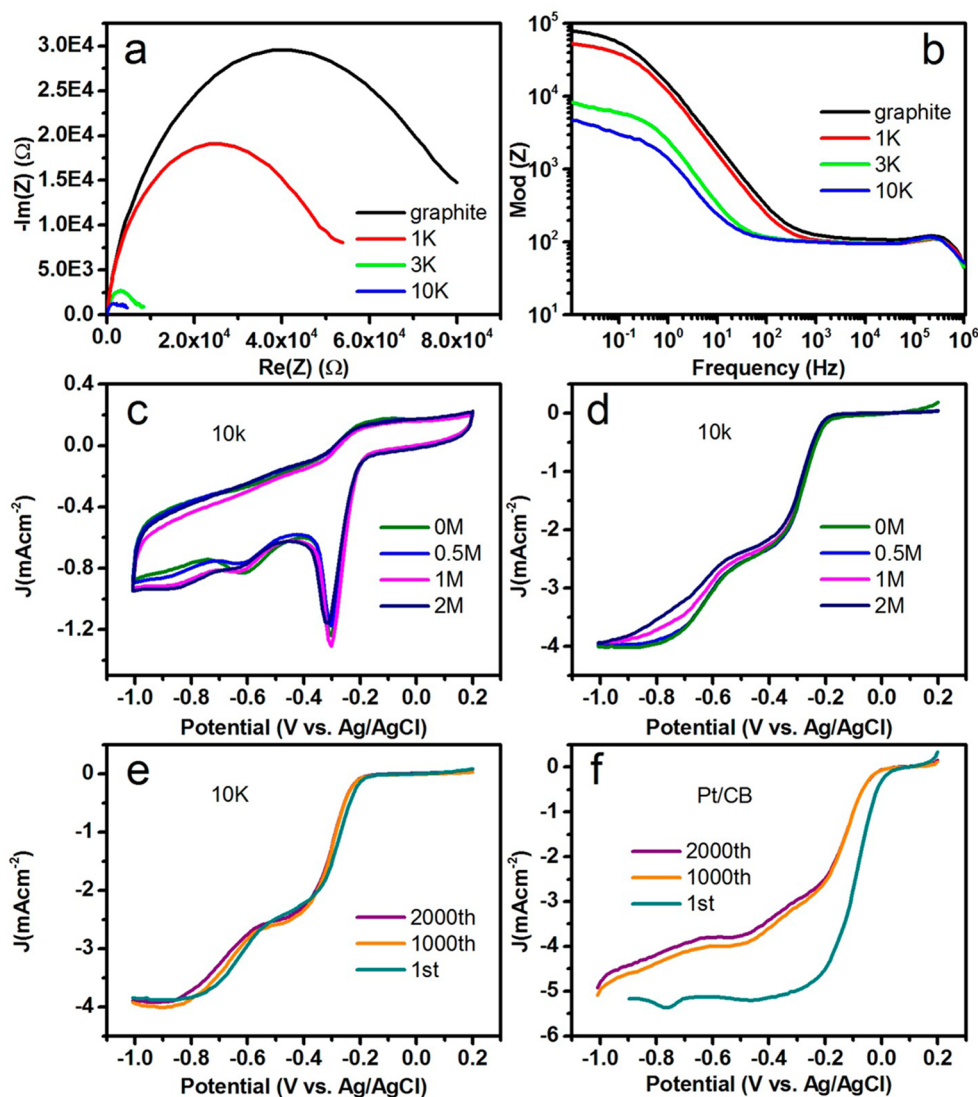 a
-Im(Z) (Ω)
3.0E4
2.5E4
2.0E4
1.5E4
1.0E4
5.0E3
0.0
graphite
1K
3K
10K
0.0 2.0x10⁴ 4.0x10⁴ 6.0x10⁴ 8.0x10⁴
Re(Z) (Ω)
b
Mod (Z)
10⁵
10⁴
10³
10²
10¹
graphite
1K
3K
10K
10⁻¹ 10⁰ 10¹ 10² 10³ 10⁴ 10⁵ 10⁶
Frequency (Hz)
c
10k
J(mAcm⁻²)
0.4
0.0
-0.4
-0.8
-1.2
0M
0.5M
1M
2M
-1.0 -0.8 -0.6 -0.4 -0.2 0.0 0.2
Potential (V vs. Ag/AgCl)
d
10k
J(mAcm⁻²)
0
-1
-2
-3
-4
0M
0.5M
1M
2M
-1.0 -0.8 -0.6 -0.4 -0.2 0.0 0.2
Potential (V vs. Ag/AgCl)
e
10K
J(mAcm⁻²)
0
-1
-2
-3
-4
2000th
1000th
1st
-1.0 -0.8 -0.6 -0.4 -0.2 0.0 0.2
Potential (V vs. Ag/AgCl)
f
Pt/CB
J(mAcm⁻²)
0
-1
-2
-3
-4
-5
-6
2000th
1000th
1st
-1.0 -0.8 -0.6 -0.4 -0.2 0.0 0.2
Potential (V vs. Ag/AgCl)